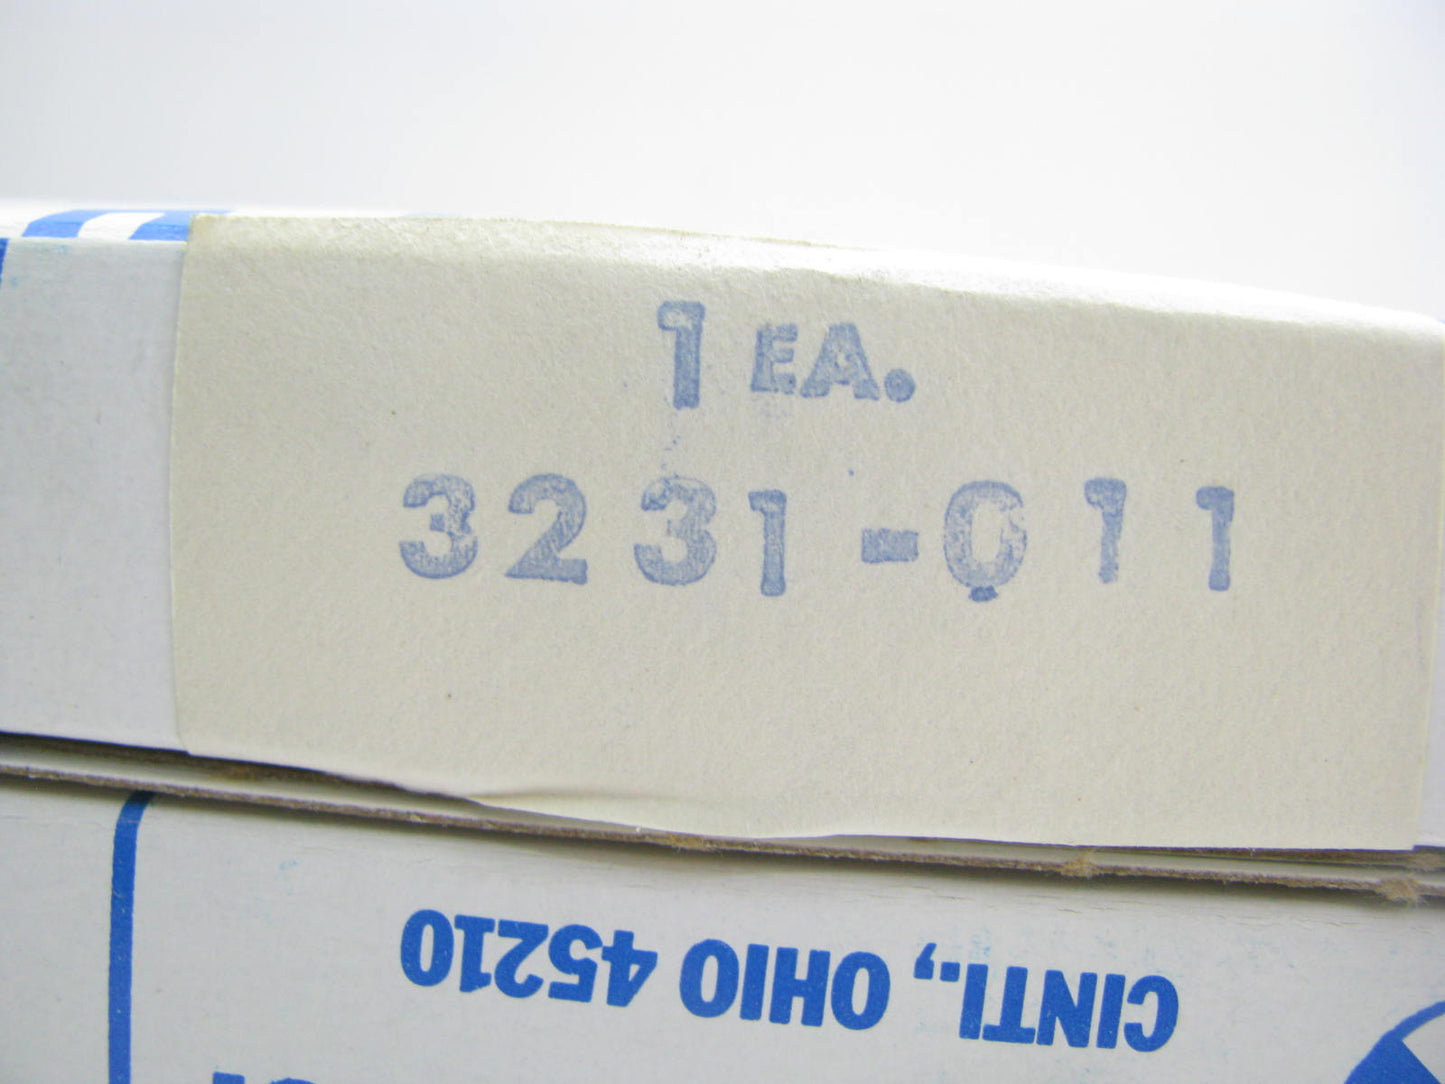 1 EA.
3231-011
CINTI., OHIO 45210